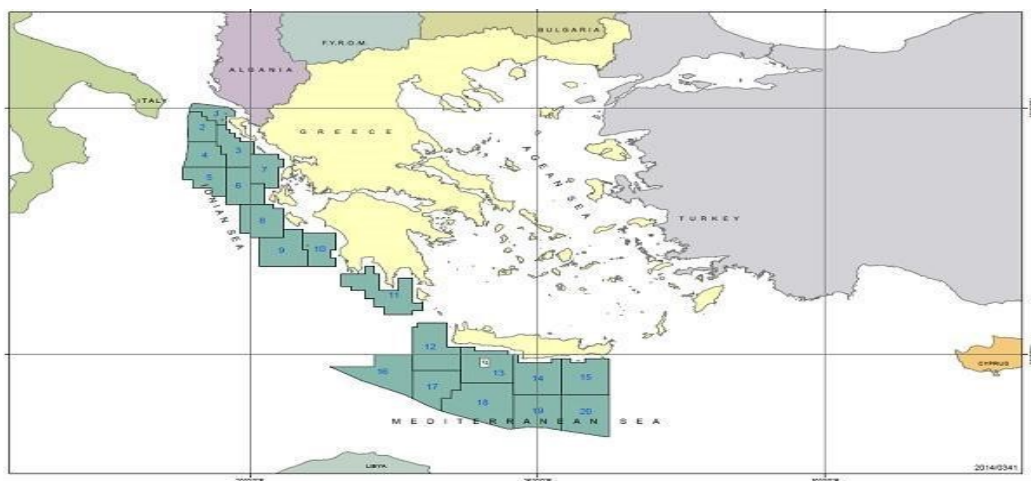 BULGARIA
F.Y.R.O.M.
ALBANIA
ITALY
GREECE
AEGEAN SEA
TURKEY
IONIAN SEA
2
3
4
7
5
6
8
9
10
11
12
13
14
15
16
17
18
19
20
CYPRUS
MEDITERRANEAN SEA
LIBYA
2014/0341